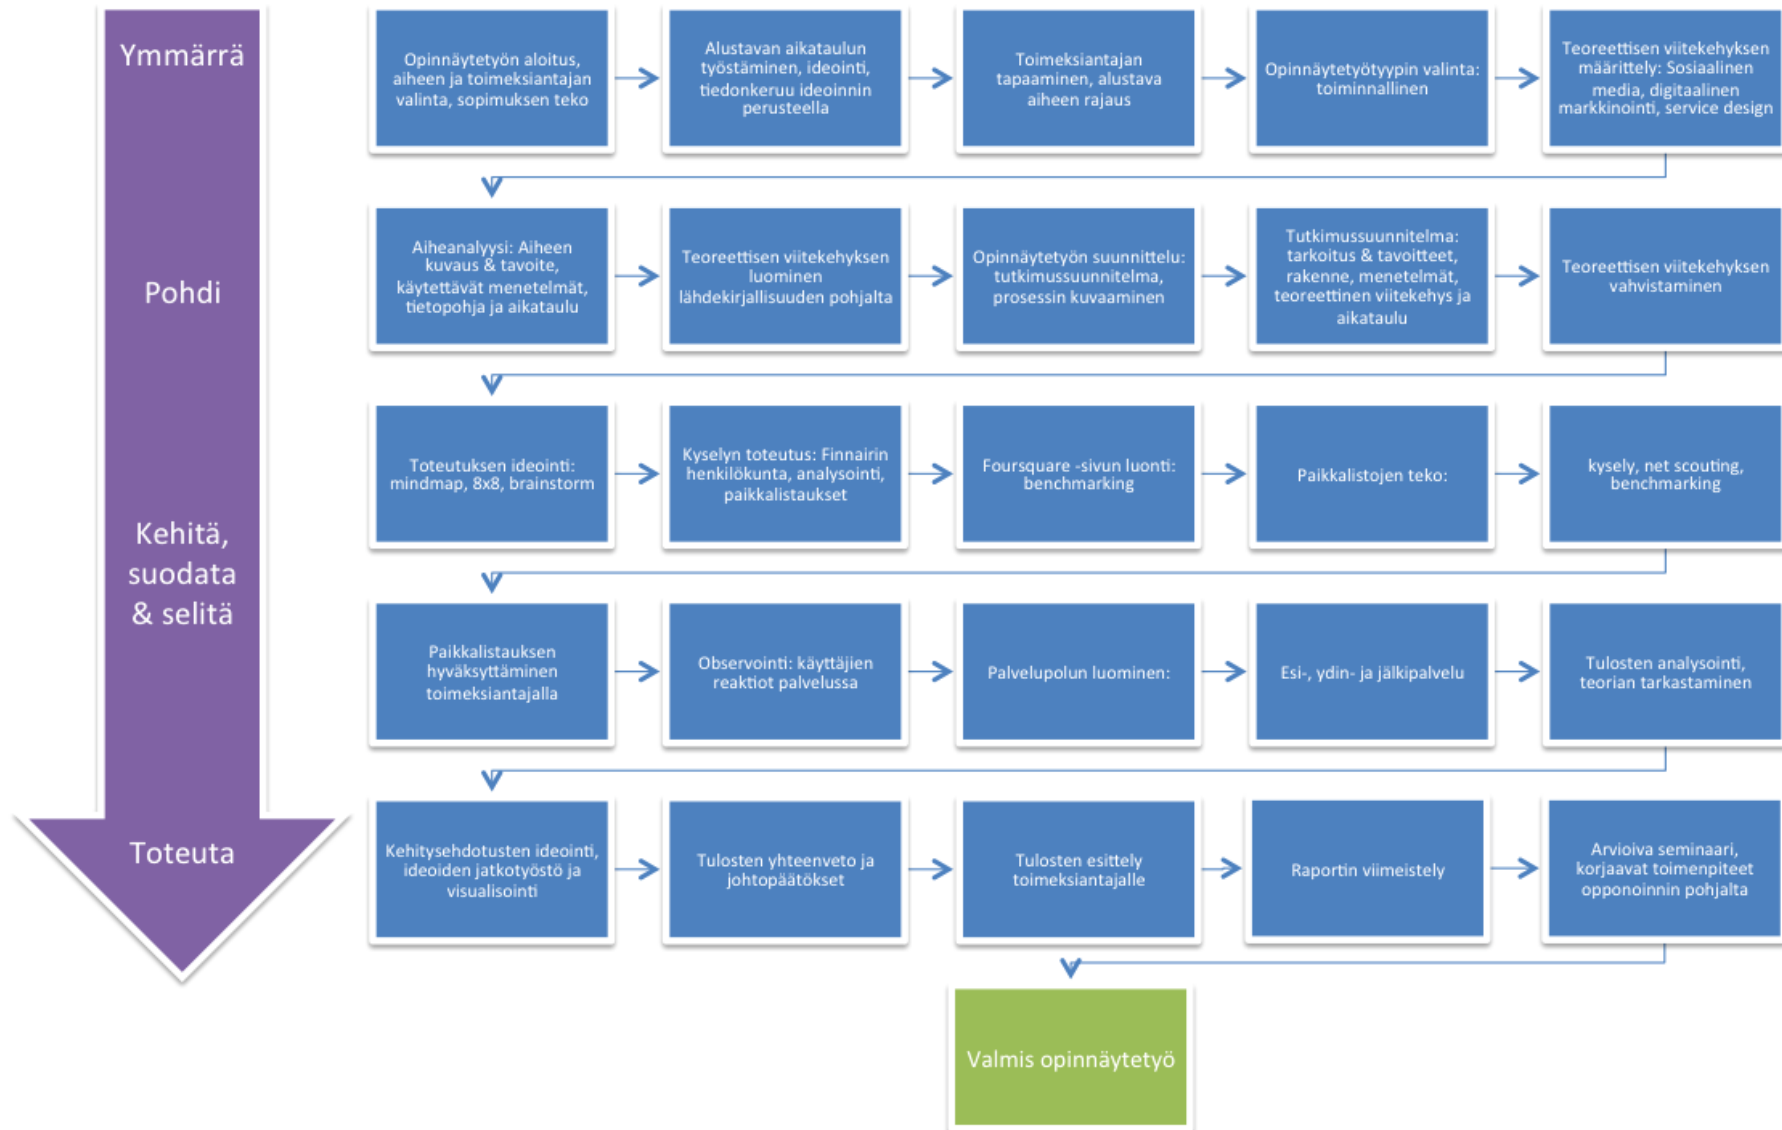 Ymmärrä
Opinnäytetyön aloitus,
aiheen ja toimeksiantajan
valinta, sopimuksen teko
Alustavan aikataulun
työstäminen, ideointi,
tiedonkeruu ideoinnin
perusteella
Toimeksiantajan
tapaaminen, alustava
aiheen rajaus
Opinnäytetyötyypin valinta:
toiminnallinen
Teoreettisen viitekehyksen
määrittely: Sosiaalinen
media, digitaalinen
markkinointi, service design
Pohdi
Aiheanalyysi: Aiheen
kuvaus & tavoite,
käytettävät menetelmät,
tietopohja ja aikataulu
Teoreettisen viitekehyksen
luominen
lähdekirjallisuuden pohjalta
Opinnäytetyön suunnittelu:
tutkimussuunnitelma,
prosessin kuvaaminen
Tutkimussuunnitelma:
tarkoitus & tavoitteet,
rakenne, menetelmät,
teoreettinen viitekehys ja
aikataulu
Teoreettisen viitekehyksen
vahvistaminen
Kehitä,
suodata
& selitä
Toteutuksen ideointi:
mindmap, 8x8, brainstorm
Kyselyn toteutus: Finnairin
henkilökunta, analysointi,
paikkalistaukset
Foursquare -sivun luonti:
benchmarking
Paikkalistojen teko:
kysely, net scouting,
benchmarking
Paikkalistauksen
hyväksyttäminen
toimeksiantajalla
Observointi: käyttäjien
reaktiot palvelussa
Palvelupolun luominen:
Esi-, ydin- ja jälkipalvelu
Tulosten analysointi,
teorian tarkastaminen
Toteuta
Kehitysehdotusten ideointi,
ideoiden jatkotyöstö ja
visualisointi
Tulosten yhteenveto ja
johtopäätökset
Tulosten esittely
toimeksiantajalle
Raportin viimeistely
Arvioiva seminaari,
korjaavat toimenpiteet
opponoinnin pohjalta
Valmis opinnäytetyö